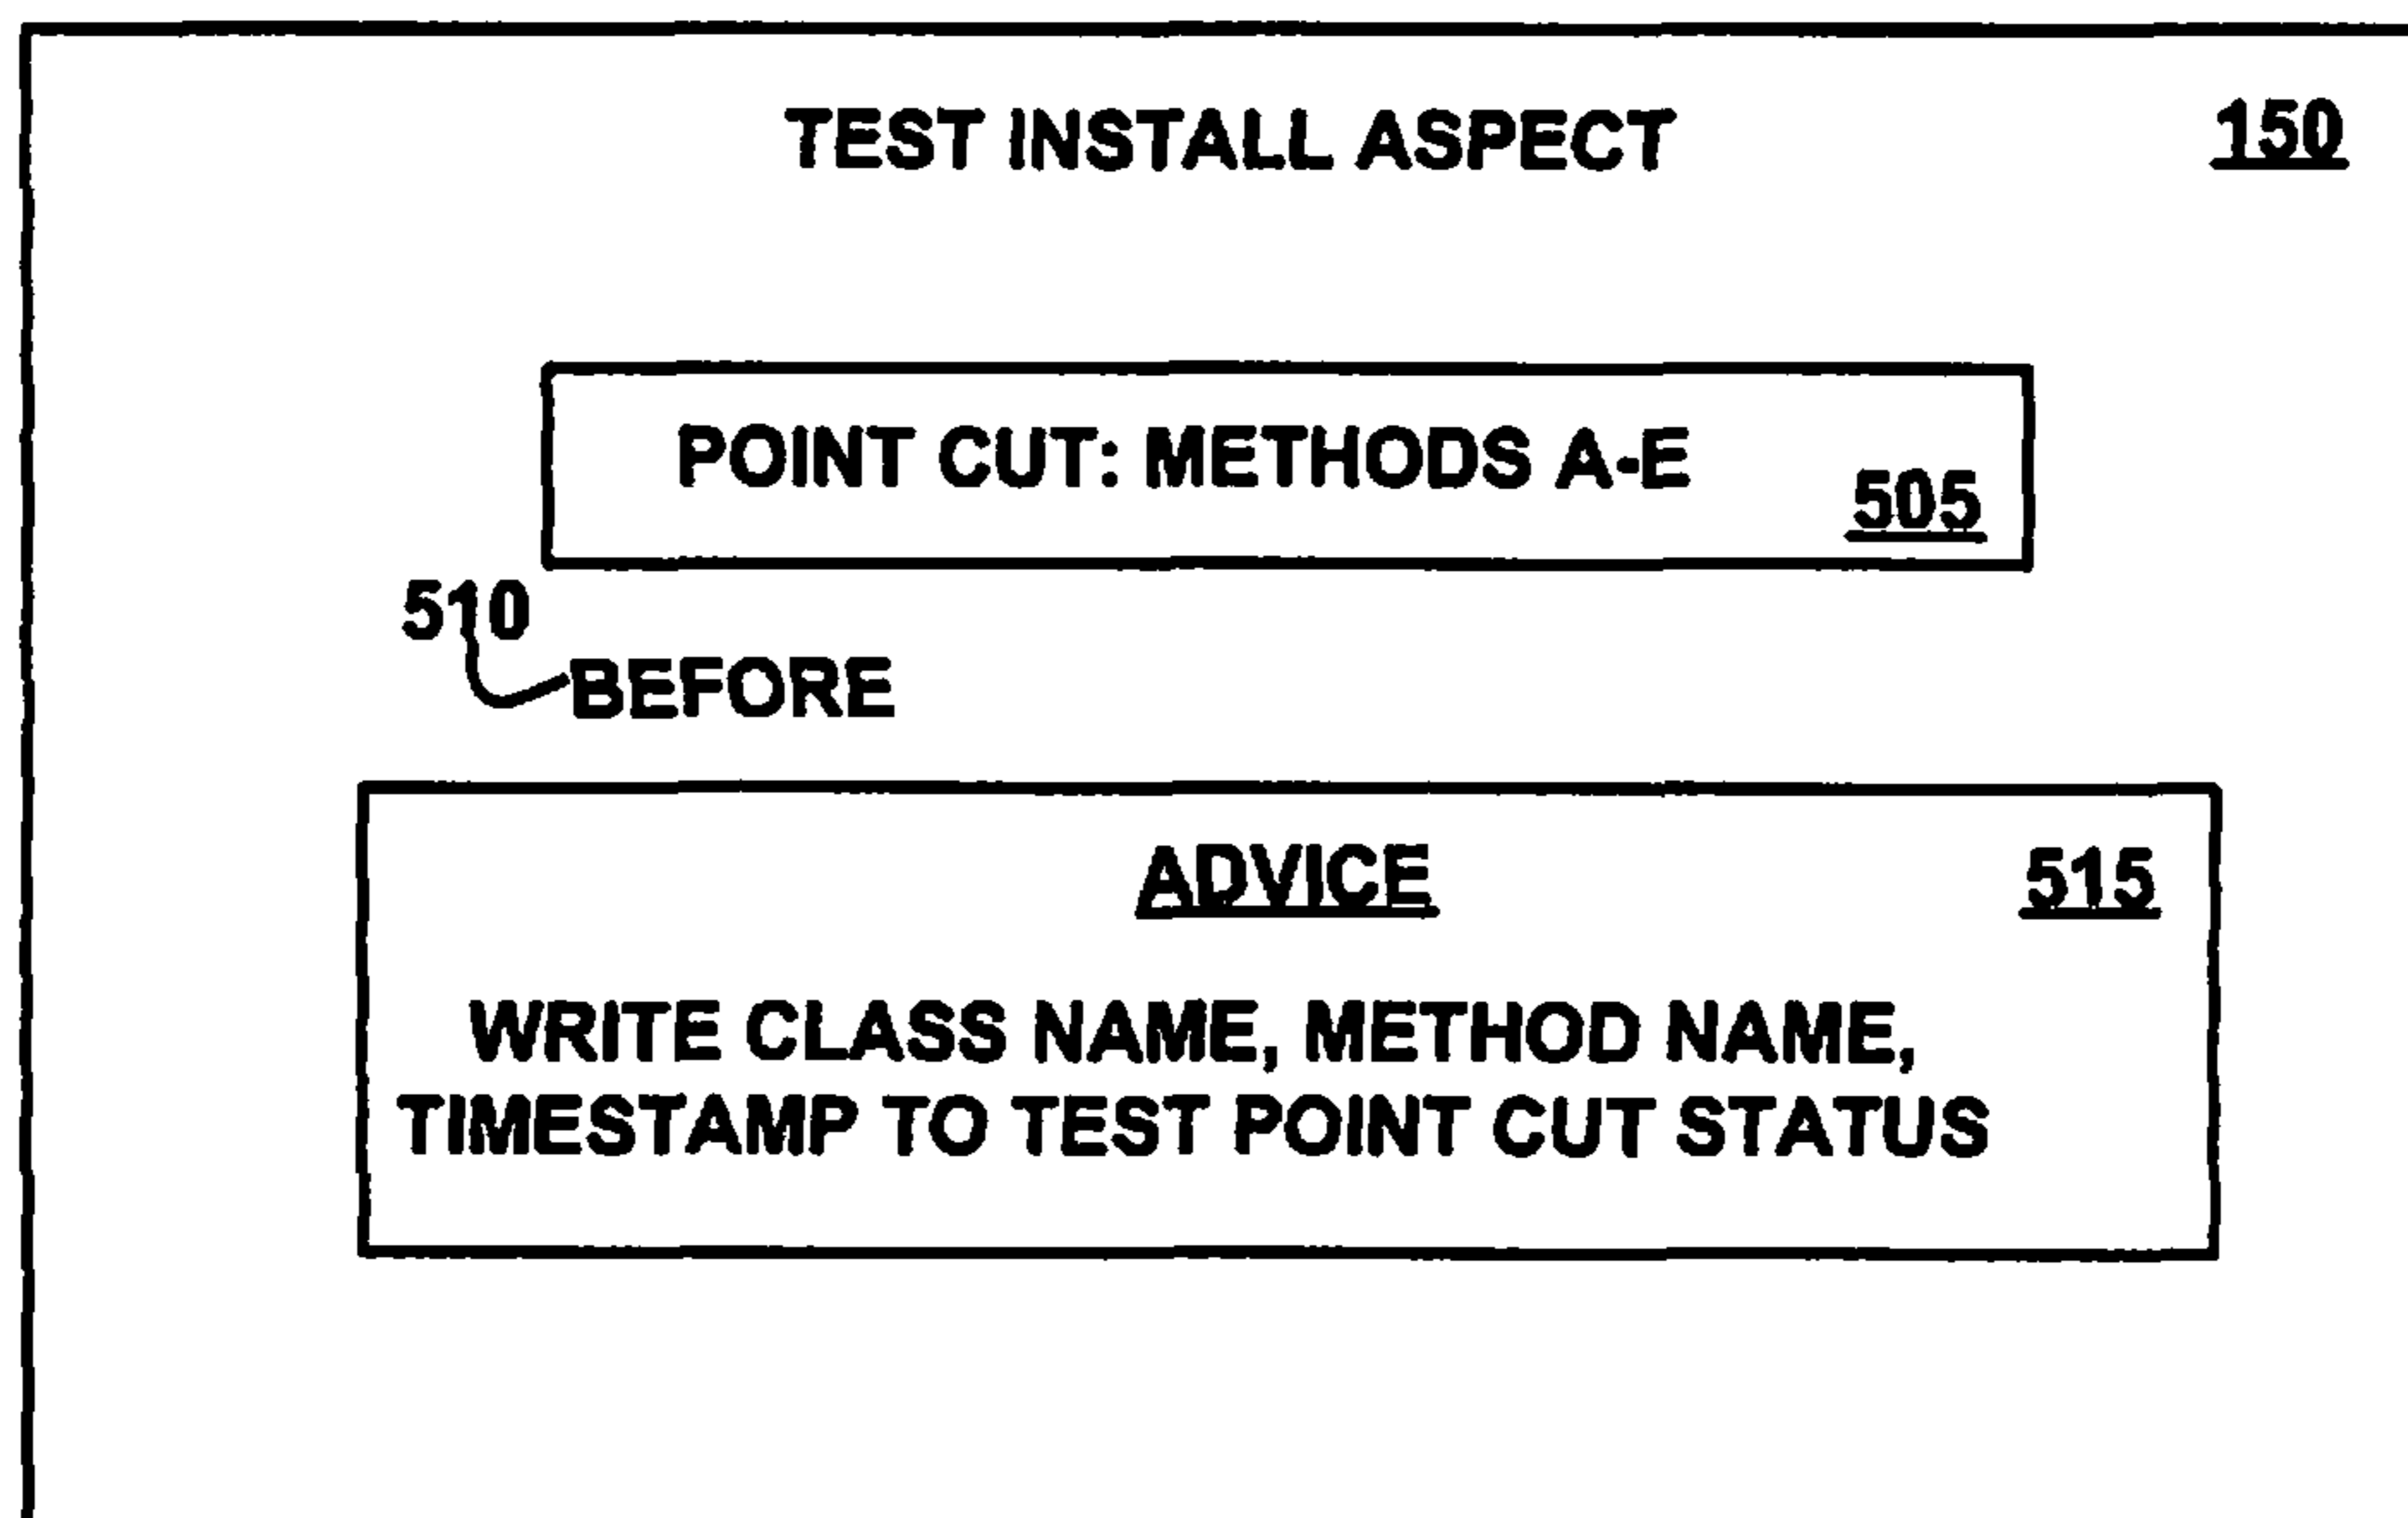 TEST INSTALL ASPECT 150
POINT CUT: METHODS A-E 505
510
BEFORE
ADVICE 515
WRITE CLASS NAME, METHOD NAME,
TIMESTAMP TO TEST POINT CUT STATUS